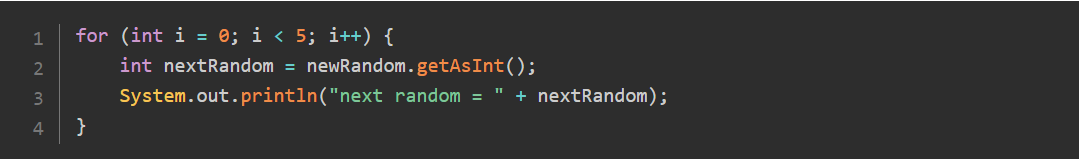 1 for (int i = 0; i < 5; i++) {
2     int nextRandom = newRandom.getAsInt();
3     System.out.println("next random = " + nextRandom);
4 }